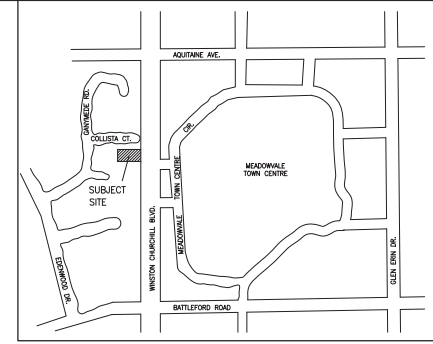 AQUITAINE AVE.
GANYMEDE RD.
COLLISTA CT.
CIR.
TOWN CENTRE
MEADOWVALE
MEADOWVALE
TOWN CENTRE
SUBJECT
SITE
WINSTON CHURCHILL BLVD.
EDENWOOD DR.
GLEN ERIN DR.
BATTLEFORD ROAD